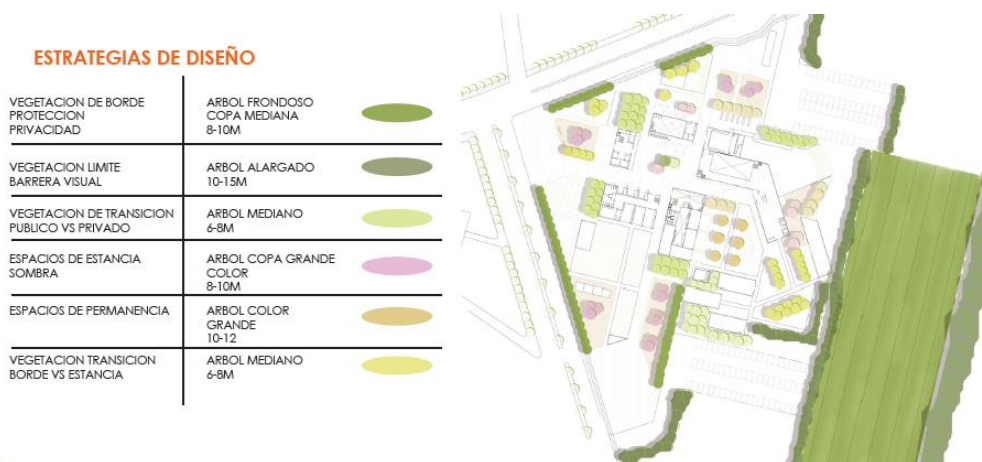 ESTRATEGIAS DE DISEÑO
VEGETACION DE BORDE
PROTECCION
PRIVACIDAD
ARBOL FRONDOSO
COPA MEDIANA
8-10M
VEGETACION LIMITE
BARRERA VISUAL
ARBOL ALARGADO
10-15M
VEGETACION DE TRANSICION
PUBLICO VS PRIVADO
ARBOL MEDIANO
6-8M
ESPACIOS DE ESTANCIA
SOMBRA
ARBOL COPA GRANDE
COLOR
8-10M
ESPACIOS DE PERMANENCIA
ARBOL COLOR
GRANDE
10-12
VEGETACION TRANSICION
BORDE VS ESTANCIA
ARBOL MEDIANO
6-8M